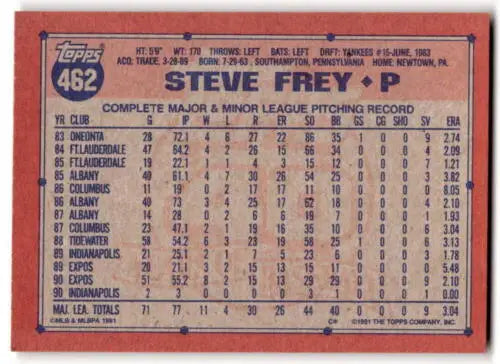 topps
462
HT: 5'9" WT: 170 THROWS: LEFT BATS: LEFT DRFT: YANKEES #15-JUNE, 1983
ACQ: TRADE, 3-28-89 BORN: 7-29-63, SOUTHAMPTON, PENNSYLVANIA HOME: NEWTOWN, PA.
STEVE FREY ♦ P
COMPLETE MAJOR & MINOR LEAGUE PITCHING RECORD
YR CLUB G IP W L R ER SO BB GS CG SHO SV ERA
83 ONEONTA 28 72.1 4 6 27 22 86 35 1 0 0 9 2.74
84 FT.LAUDERDALE 47 64.2 4 2 26 15 66 34 0 0 0 4 2.09
85 FT.LAUDERDALE 19 22.1 1 1 4 3 15 12 0 0 0 7 1.21
85 ALBANY 40 61.1 4 7 30 26 54 25 0 0 0 3 3.82
86 COLUMBUS 11 19 0 2 17 17 11 10 0 0 0 0 8.05
86 ALBANY 40 73 3 4 25 17 62 18 0 0 0 4 2.10
87 ALBANY 14 28 0 2 6 6 19 7 0 0 0 1 1.93
87 COLUMBUS 23 47.1 2 1 19 16 35 10 0 0 0 6 3.04
88 TIDEWATER 58 54.2 6 3 23 19 58 25 1 0 0 6 3.13
89 INDIANAPOLIS 21 25.1 2 1 7 5 23 6 0 0 0 3 1.78
89 EXPOS 20 21.1 3 2 15 13 15 11 0 0 0 0 5.48
90 EXPOS 51 55.2 8 2 15 13 29 29 0 0 0 9 2.10
90 INDIANAPOLIS 2 3 0 0 0 0 3 1 0 0 0 1 0.00
MAJ. LEA. TOTALS 71 77 11 4 30 26 44 40 0 0 0 9 3.04
©MLB & MLBPA 1991 C* ©1991 THE TOPPS COMPANY, INC.